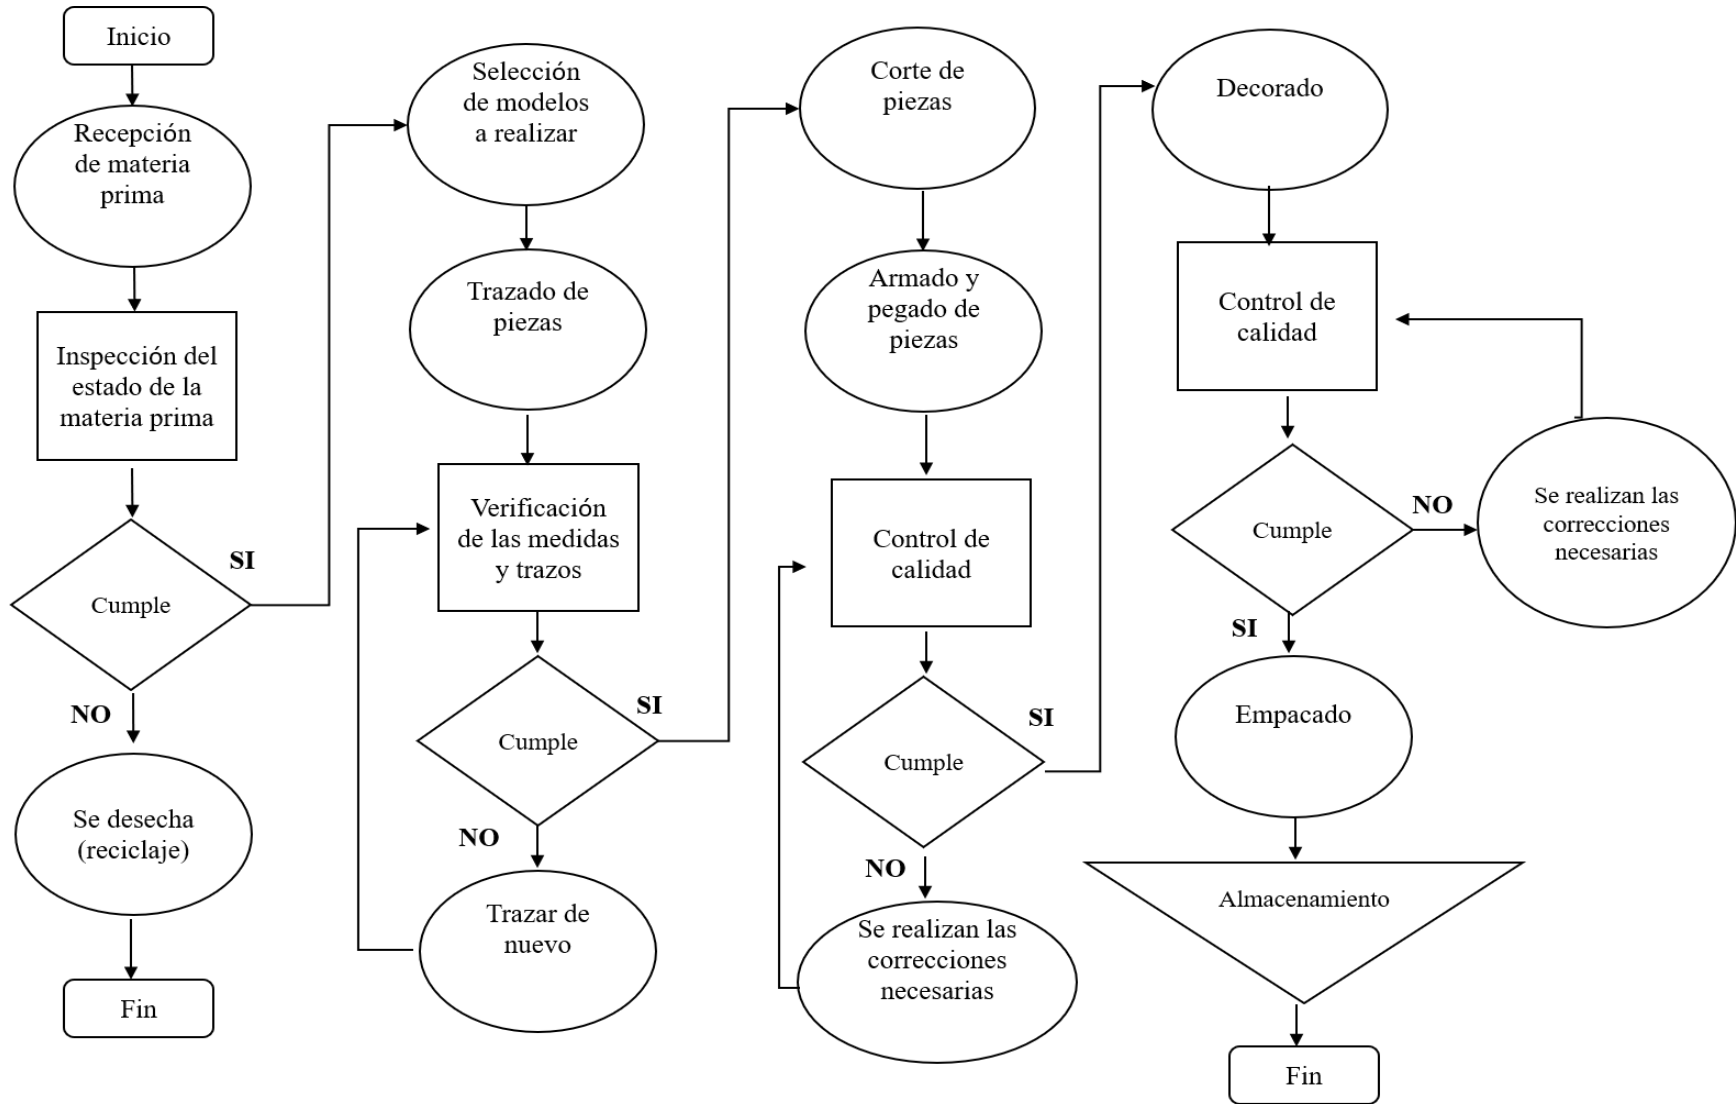 Inicio
Recepción
de materia
prima
Inspección del
estado de la
materia prima
Cumple
SI
NO
Se desecha
(reciclaje)
Fin
Selección
de modelos
a realizar
Trazado de
piezas
Verificación
de las medidas
y trazos
Cumple
SI
NO
Trazar de
nuevo
Corte de
piezas
Armado y
pegado de
piezas
Control de
calidad
Cumple
SI
NO
Se realizan las
correcciones
necesarias
Decorado
Control de
calidad
Cumple
NO
Se realizan las
correcciones
necesarias
SI
Empacado
Almacenamiento
Fin